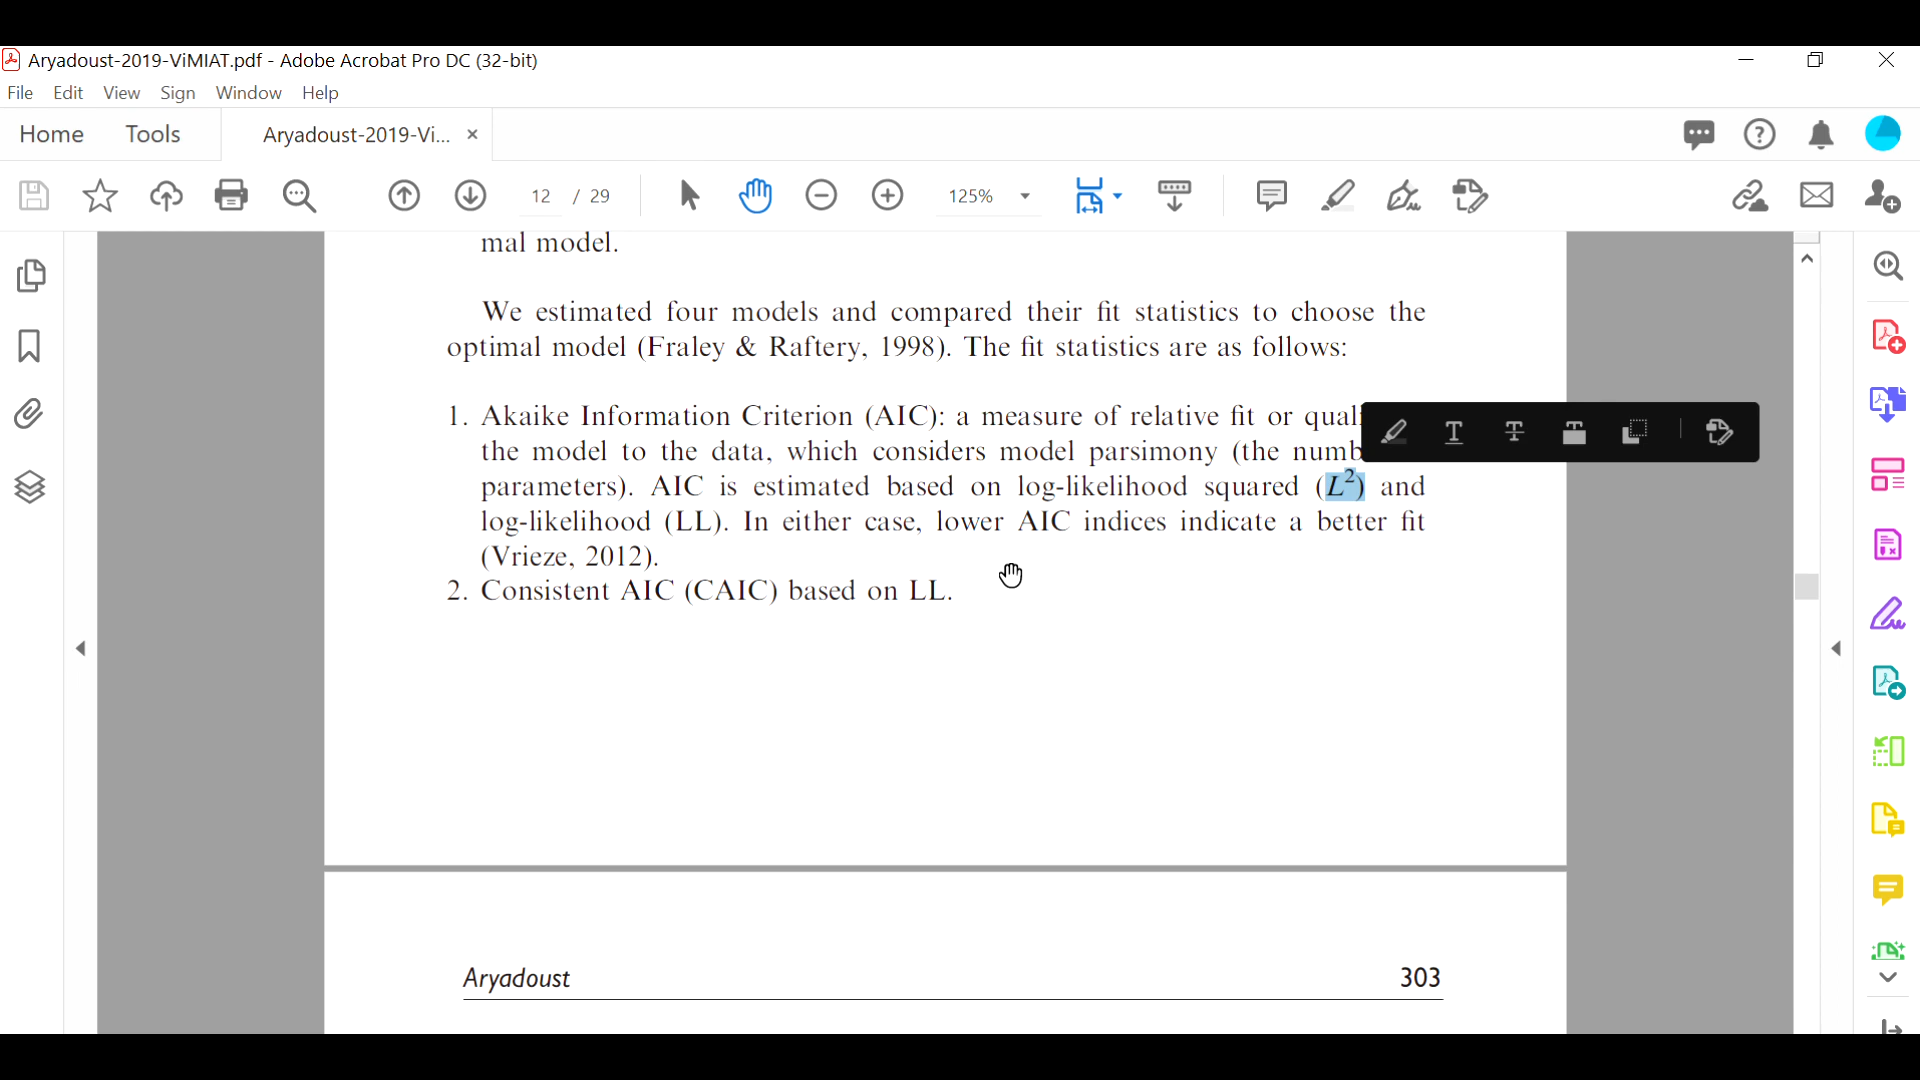 Aryadoust-2019-ViMIAT.pdf - Adobe Acrobat Pro DC (32-bit)
File Edit View Sign Window Help
Home Tools Aryadoust-2019-Vi... ×
12 / 29 125%
mal model.
We estimated four models and compared their fit statistics to choose the
optimal model (Fraley & Raftery, 1998). The fit statistics are as follows:
1. Akaike Information Criterion (AIC): a measure of relative fit or
the model to the data, which considers model parsimony (the
parameters). AIC is estimated based on log-likelihood squared (L²) and
log-likelihood (LL). In either case, lower AIC indices indicate a better fit
(Vrieze, 2012).
2. Consistent AIC (CAIC) based on LL.
Aryadoust 303